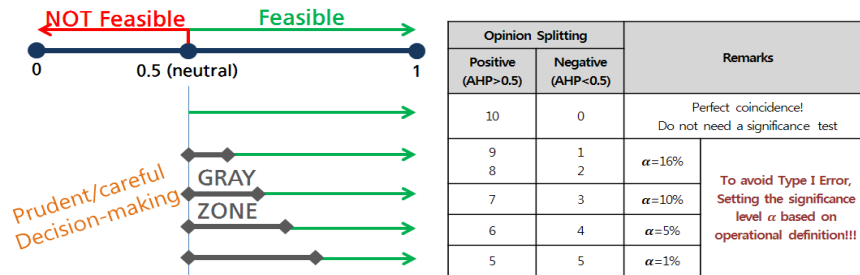 NOT Feasible
Feasible
0
0.5 (neutral)
1
GRAY
ZONE
Prudent/careful
Decision-making
Opinion Splitting
Remarks
Positive
(AHP>0.5)
Negative
(AHP<0.5)
10
0
Perfect coincidence!
Do not need a significance test
9
1
8
2
α=16%
7
3
α=10%
6
4
α=5%
5
5
α=1%
To avoid Type I Error,
Setting the significance
level α based on
operational definition!!!